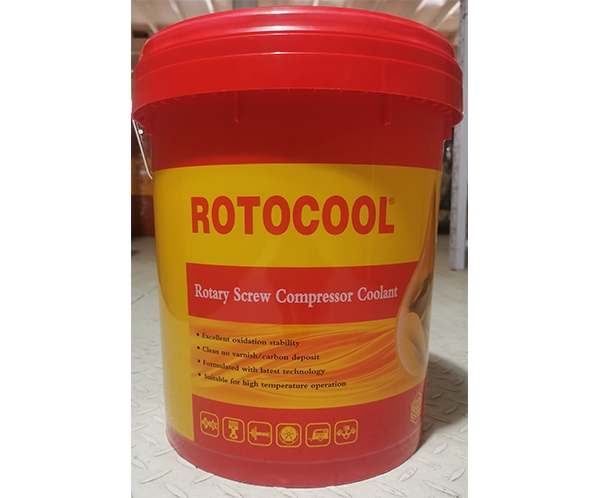 ROTOCOOL®
Rotary Screw Compressor Coolant
• Excellent oxidation stability
• Clean no varnish/carbon deposit
• Formulated with latest technology
• Suitable for high temperature operation